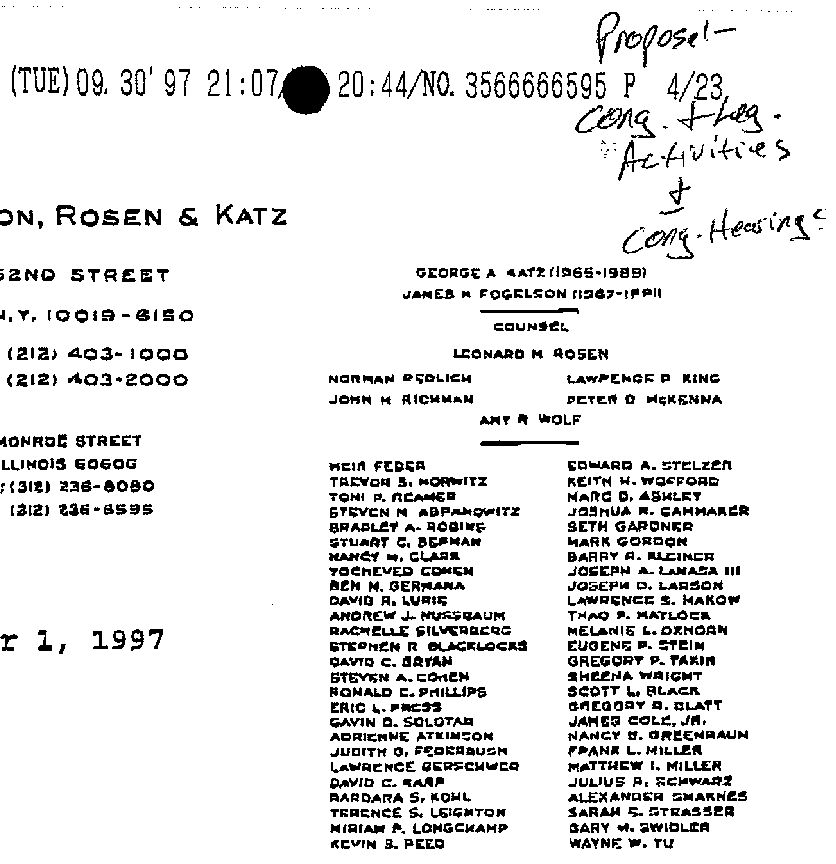 Proposal-
(TUE)09. 30' 97 21:07/ 20:44/NO. 3566666595 P 4/23
Cong. + Leg.
Activities
+
Cong. Hearings
ON, ROSEN & KATZ
52ND STREET
N.Y. 10019-6150
(212) 403-1000
(212) 403-2000
MONROE STREET
LLINOIS 60606
(312) 236-8080
(312) 236-8595
r 1, 1997
GEORGE A. KATZ (1965-1989)
JAMES H. FOGELSON (1967-1991)
COUNSEL
LEONARD M. ROSEN
NORMAN REDLICH LAWRENCE P. KING
JOHN H. RICHMAN PETER D. McKENNA
AMY R. WOLF
MEIR FEDER EDWARD A. STELZER
TREVOR S. NORWITZ KEITH H. WOFFORD
TONI P. REAMER MARC D. ASHLEY
STEVEN N. ABRAMOWITZ JOSHUA R. CAMMAKER
BRADLEY A. ROBINS SETH GARDNER
STUART C. BERMAN MARK GORDON
NANCY M. CLARK BARRY R. KLEINER
YOCHEVED COHEN JOSEPH A. LaNASA III
BEN M. GERMANA JOSEPH D. LARSON
DAVID R. LURIE LAWRENCE S. MAKOW
ANDREW J. NUSSBAUM THAD P. MATLOCK
RACHELLE SILVERBERG MELANIE L. OXHORN
STEPHEN R. BLACKLOCKS EUGENE P. STEIN
DAVID C. BRYAN GREGORY P. TAXIN
STEVEN A. COHEN SHEENA WRIGHT
RONALD C. PHILLIPS SCOTT L. BLACK
ERIC L. PRESS GREGORY B. BLATT
GAVIN D. SOLOTAR JAMES COLE, JR.
ADRIENNE ATKINSON NANCY B. GREENBAUM
JUDITH O. FEDERBUSH FRANK L. MILLER
LAWRENCE GERSCHWER MATTHEW I. MILLER
DAVID C. KARP JULIUS A. SCHWARZ
BARBARA S. KOHL ALEXANDER SHAKNES
TERENCE S. LEIGHTON SARAH S. STRASSER
MIRIAM P. LONGCHAMP GARY M. SWIDLER
KEVIN S. REED WAYNE W. TU